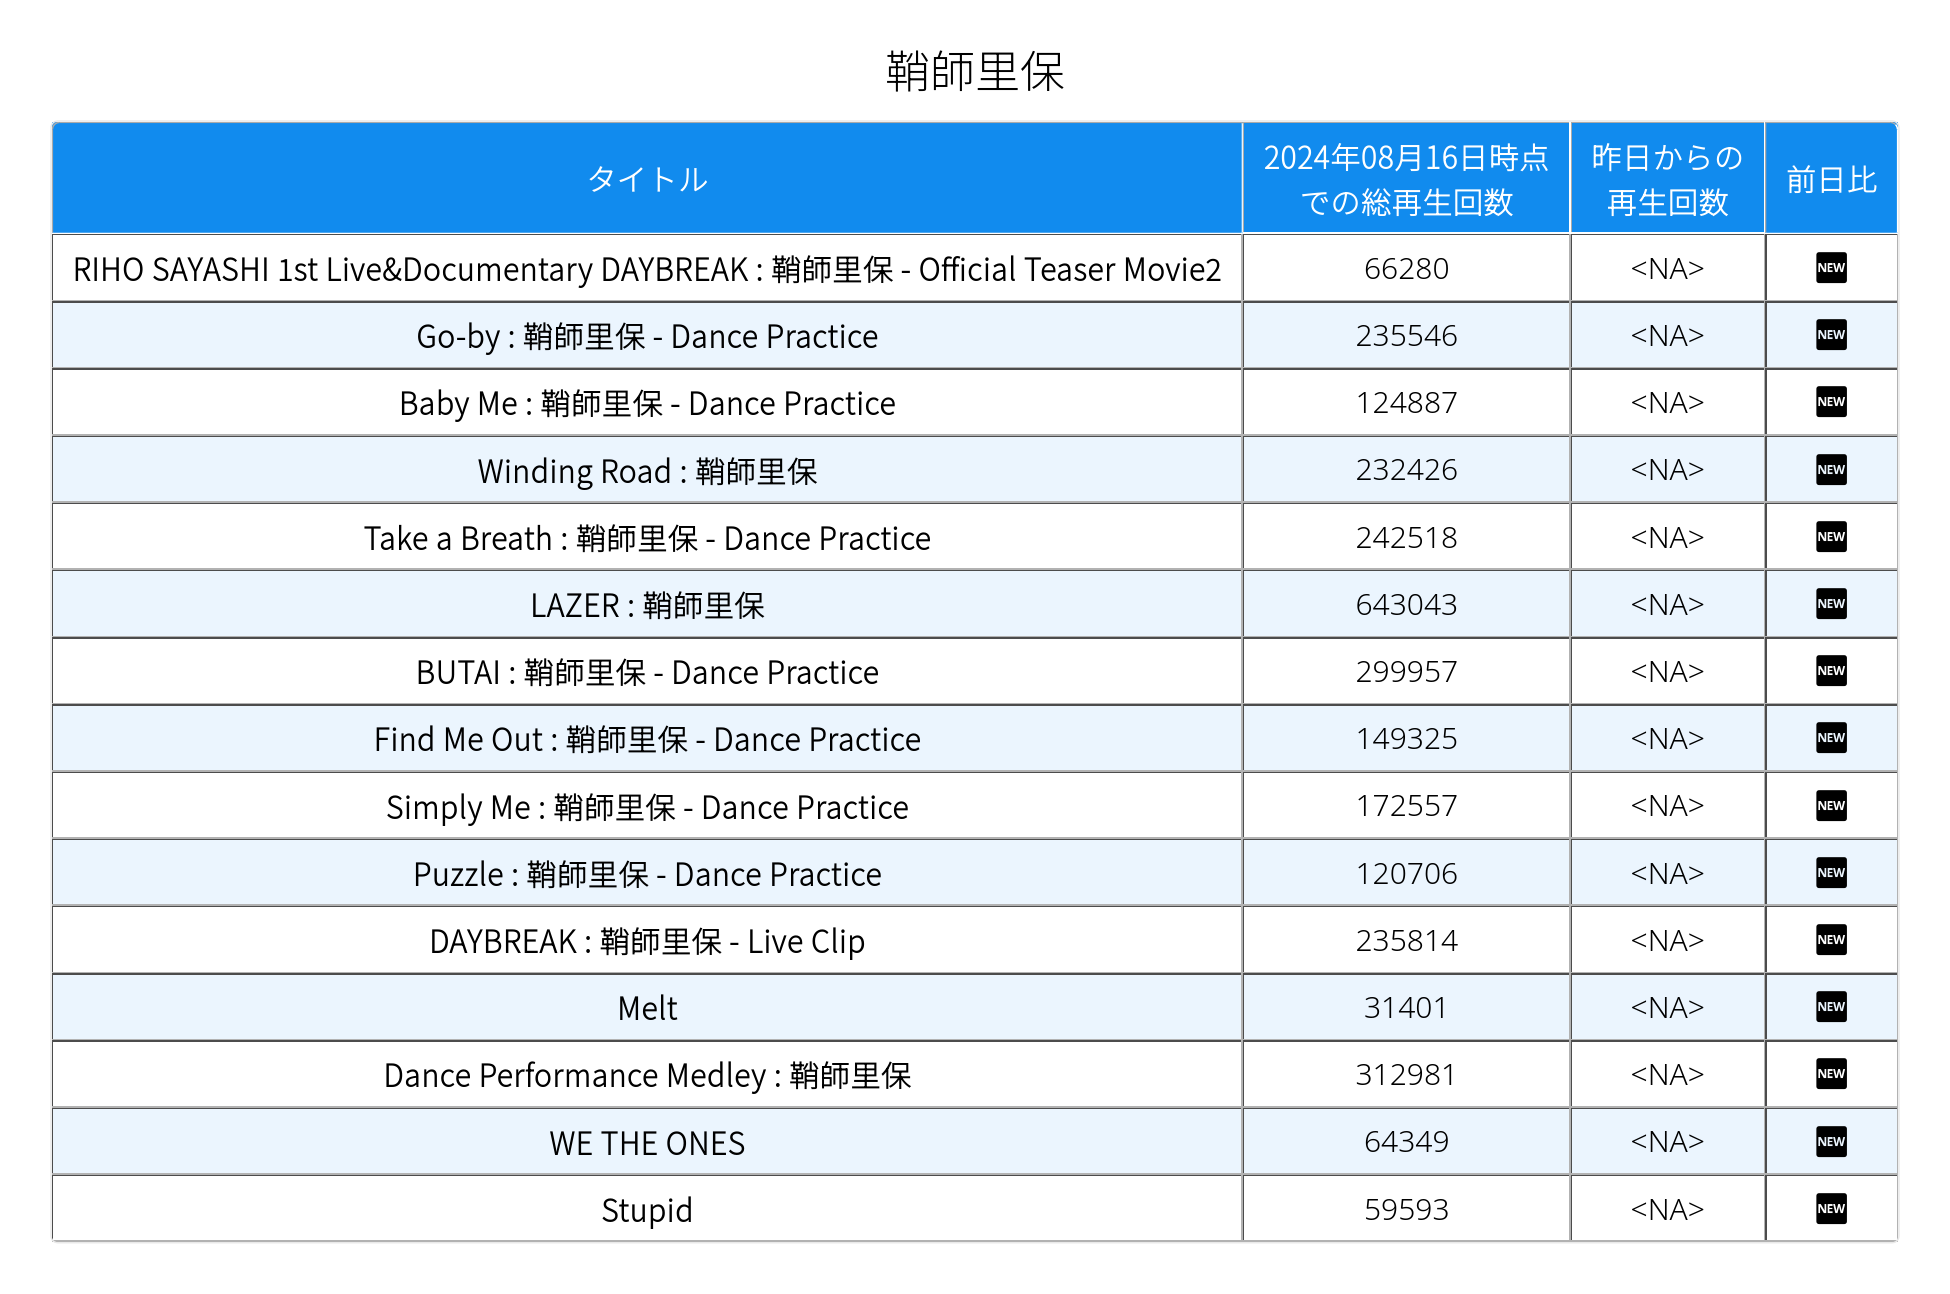 鞘師里保
タイトル
2024年08月16日時点
での総再生回数
昨日からの
再生回数
前日比
RIHO SAYASHI 1st Live&Documentary DAYBREAK : 鞘師里保 - Official Teaser Movie2 66280 <NA> NEW
Go-by : 鞘師里保 - Dance Practice 235546 <NA> NEW
Baby Me : 鞘師里保 - Dance Practice 124887 <NA> NEW
Winding Road : 鞘師里保 232426 <NA> NEW
Take a Breath : 鞘師里保 - Dance Practice 242518 <NA> NEW
LAZER : 鞘師里保 643043 <NA> NEW
BUTAI : 鞘師里保 - Dance Practice 299957 <NA> NEW
Find Me Out : 鞘師里保 - Dance Practice 149325 <NA> NEW
Simply Me : 鞘師里保 - Dance Practice 172557 <NA> NEW
Puzzle : 鞘師里保 - Dance Practice 120706 <NA> NEW
DAYBREAK : 鞘師里保 - Live Clip 235814 <NA> NEW
Melt 31401 <NA> NEW
Dance Performance Medley : 鞘師里保 312981 <NA> NEW
WE THE ONES 64349 <NA> NEW
Stupid 59593 <NA> NEW